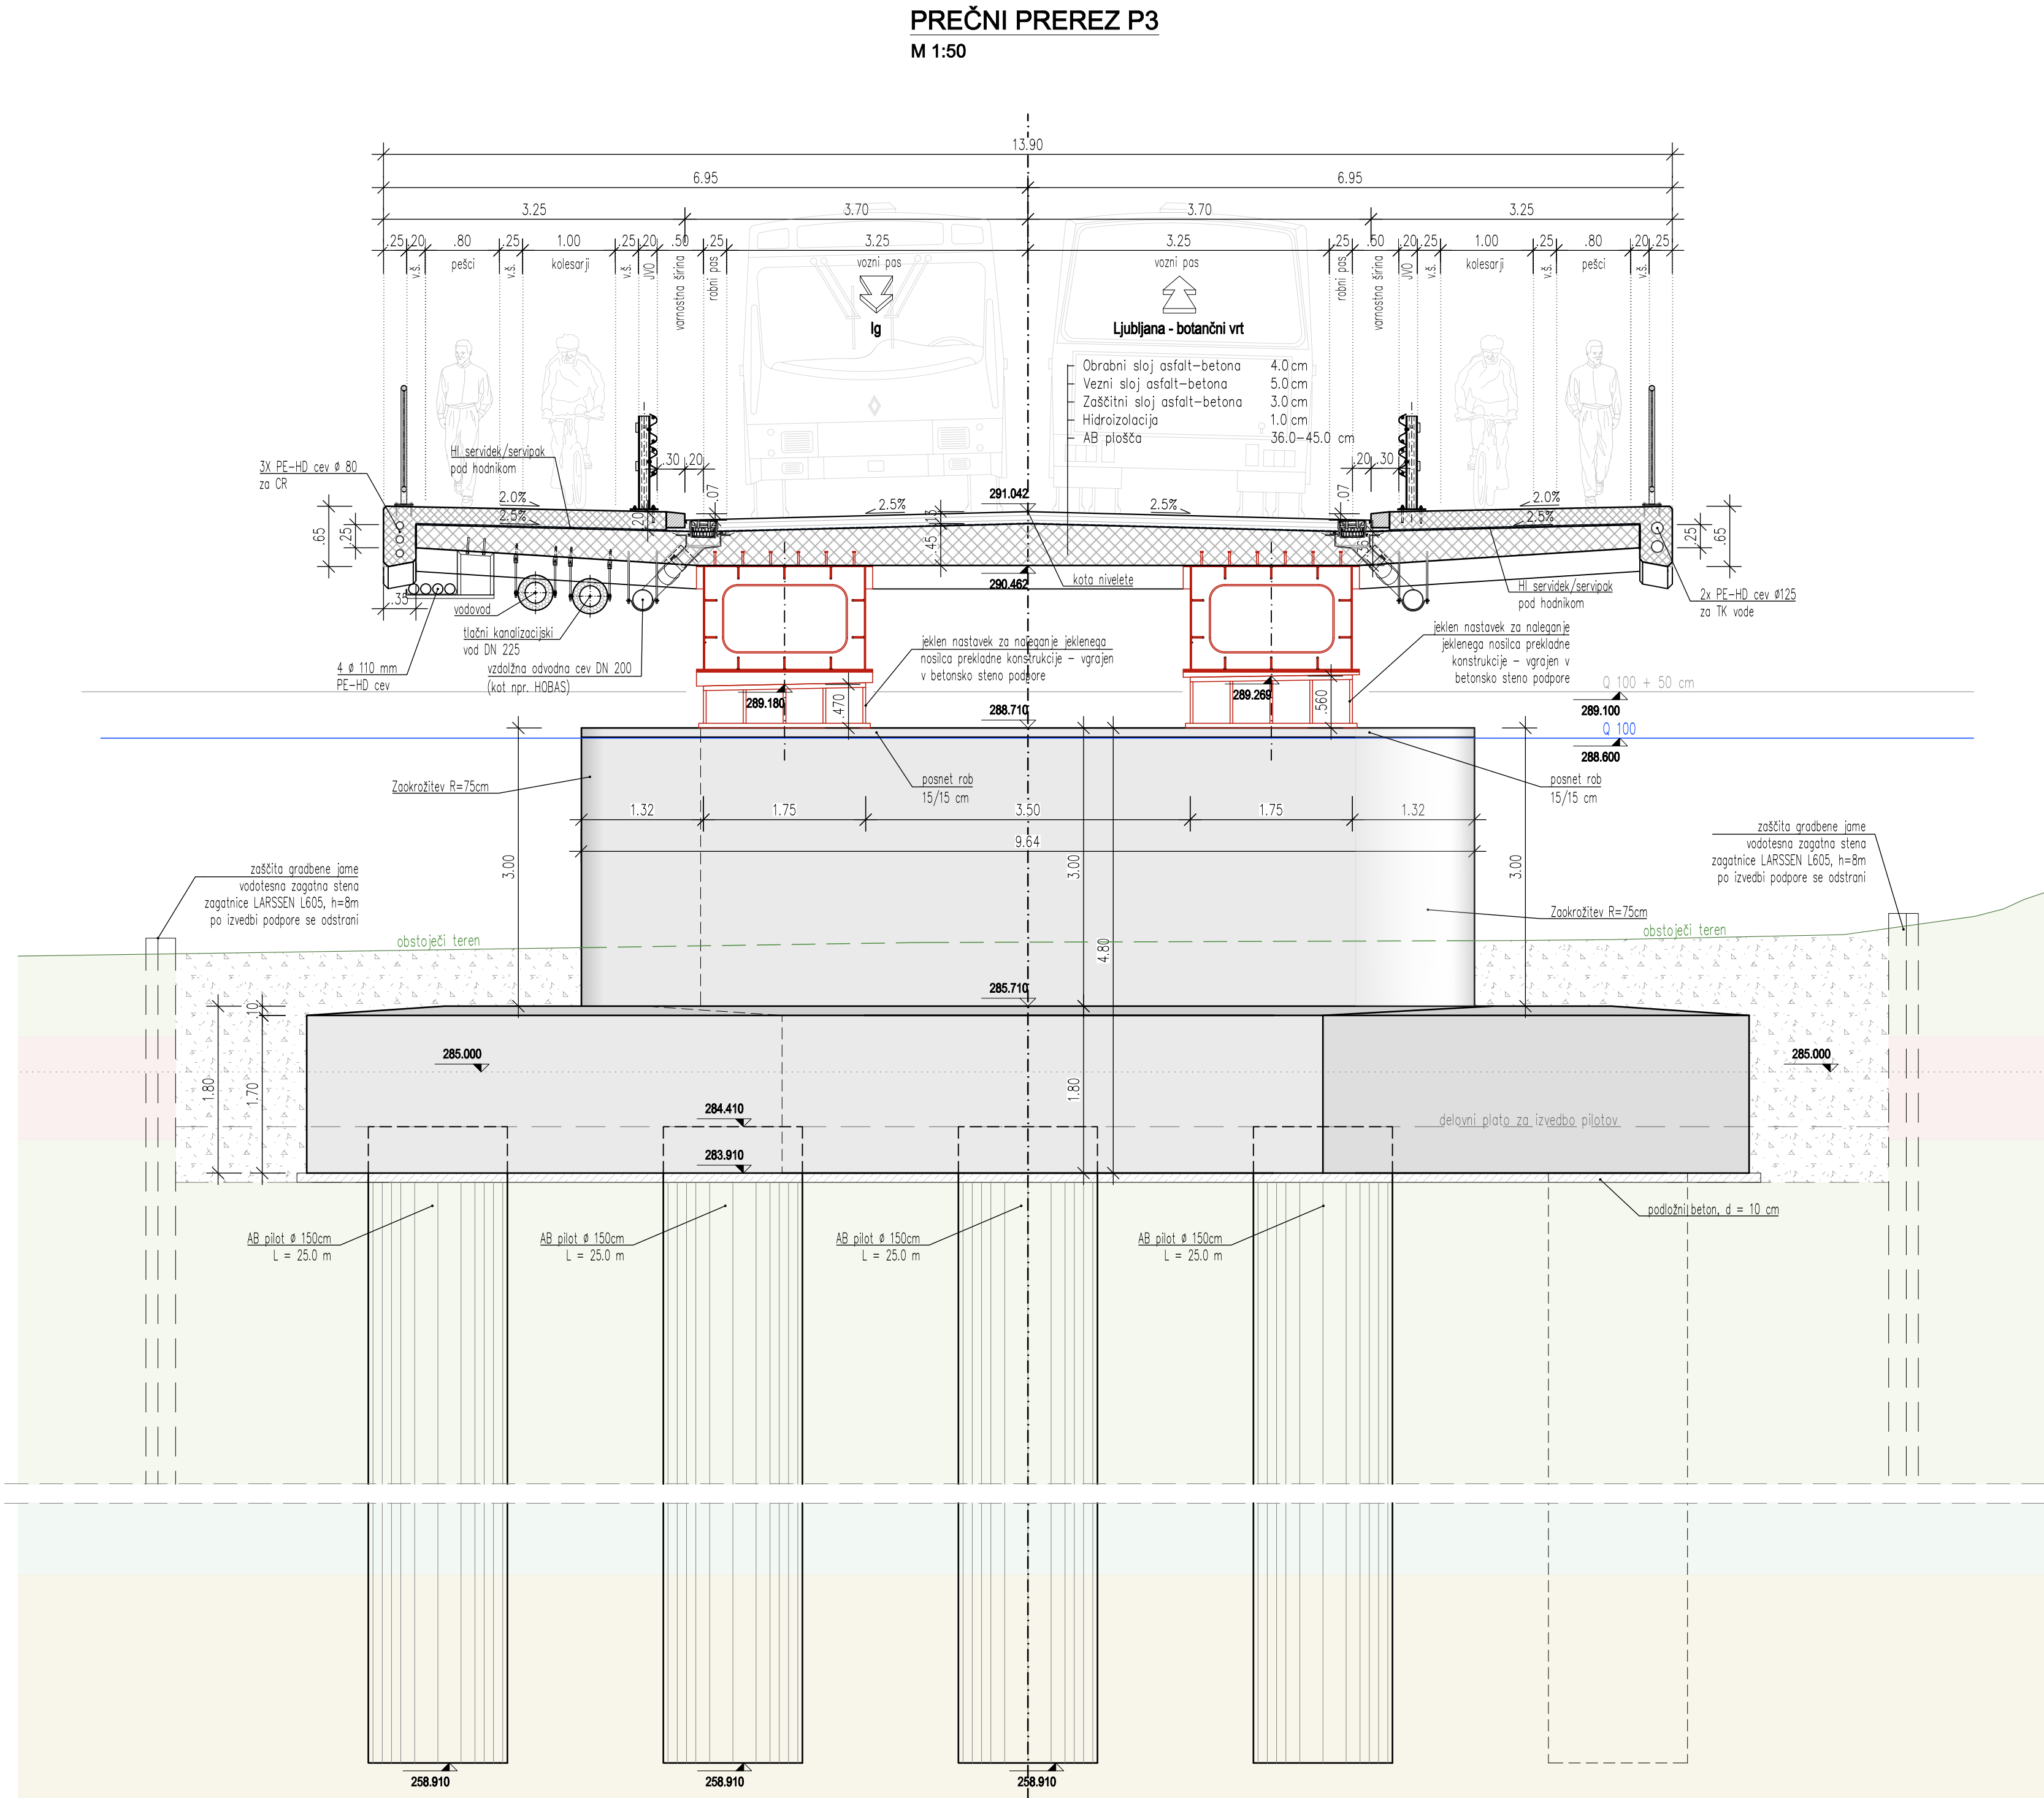 PREČNI PREREZ P3
M 1:50
13.90
6.95
6.95
3.25
3.70
3.70
3.25
.25
.20
.80
.25
1.00
.25
.20
.50
.25
3.25
3.25
.25
.50
.20
.25
1.00
.25
.80
.20
.25
v.š.
pešci
v.š.
kolesarji
v.š.
JVO
varnostna širina
robni pas
vozni pas
vozni pas
robni pas
varnostna širina
JVO
v.š.
kolesarji
v.š.
pešci
v.š.
Ig
Ljubljana - botančni vrt
Obrabni sloj asfalt-betona 4.0 cm
Vezni sloj asfalt-betona 5.0 cm
Zaščitni sloj asfalt-betona 3.0 cm
Hidroizolacija 1.0 cm
AB plošča 36.0-45.0 cm
3X PE-HD cev ø 80
za CR
HI servidek/servipak
pod hodnikom
.30
.20
.20
.30
.07
.07
2.0%
2.5%
2.5%
291.042
2.5%
2.0%
2.5%
.65
.25
.20
.13
.45
.25
.65
290.462
kota nivelete
HI servidek/servipak
pod hodnikom
2x PE-HD cev ø125
za TK vode
.35
vodovod
tlačni kanalizacijski
vod DN 225
4 ø 110 mm
PE-HD cev
vzdolžna odvodna cev DN 200
(kot npr. HOBAS)
jeklen nastavek za naleganje jeklenega
nosilca prekladne konstrukcije - vgrajen
v betonsko steno podpore
jeklen nastavek za naleganje
jeklenega nosilca prekladne
konstrukcije - vgrajen v
betonsko steno podpore
289.180
.470
288.710
289.269
.560
Q 100 + 50 cm
289.100
Q 100
288.600
Zaokrožitev R=75cm
posnet rob
15/15 cm
posnet rob
15/15 cm
1.32
1.75
3.50
1.75
1.32
9.64
3.00
3.00
4.80
3.00
zaščita gradbene jame
vodotesna zagatna stena
zagatnice LARSSEN L605, h=8m
po izvedbi podpore se odstrani
zaščita gradbene jame
vodotesna zagatna stena
zagatnice LARSSEN L605, h=8m
po izvedbi podpore se odstrani
Zaokrožitev R=75cm
obstoječi teren
obstoječi teren
285.710
.10
1.80
1.70
285.000
1.80
285.000
284.410
delovni plato za izvedbo pilotov
283.910
podložni beton, d = 10 cm
AB pilot ø 150cm
L = 25.0 m
AB pilot ø 150cm
L = 25.0 m
AB pilot ø 150cm
L = 25.0 m
AB pilot ø 150cm
L = 25.0 m
258.910
258.910
258.910